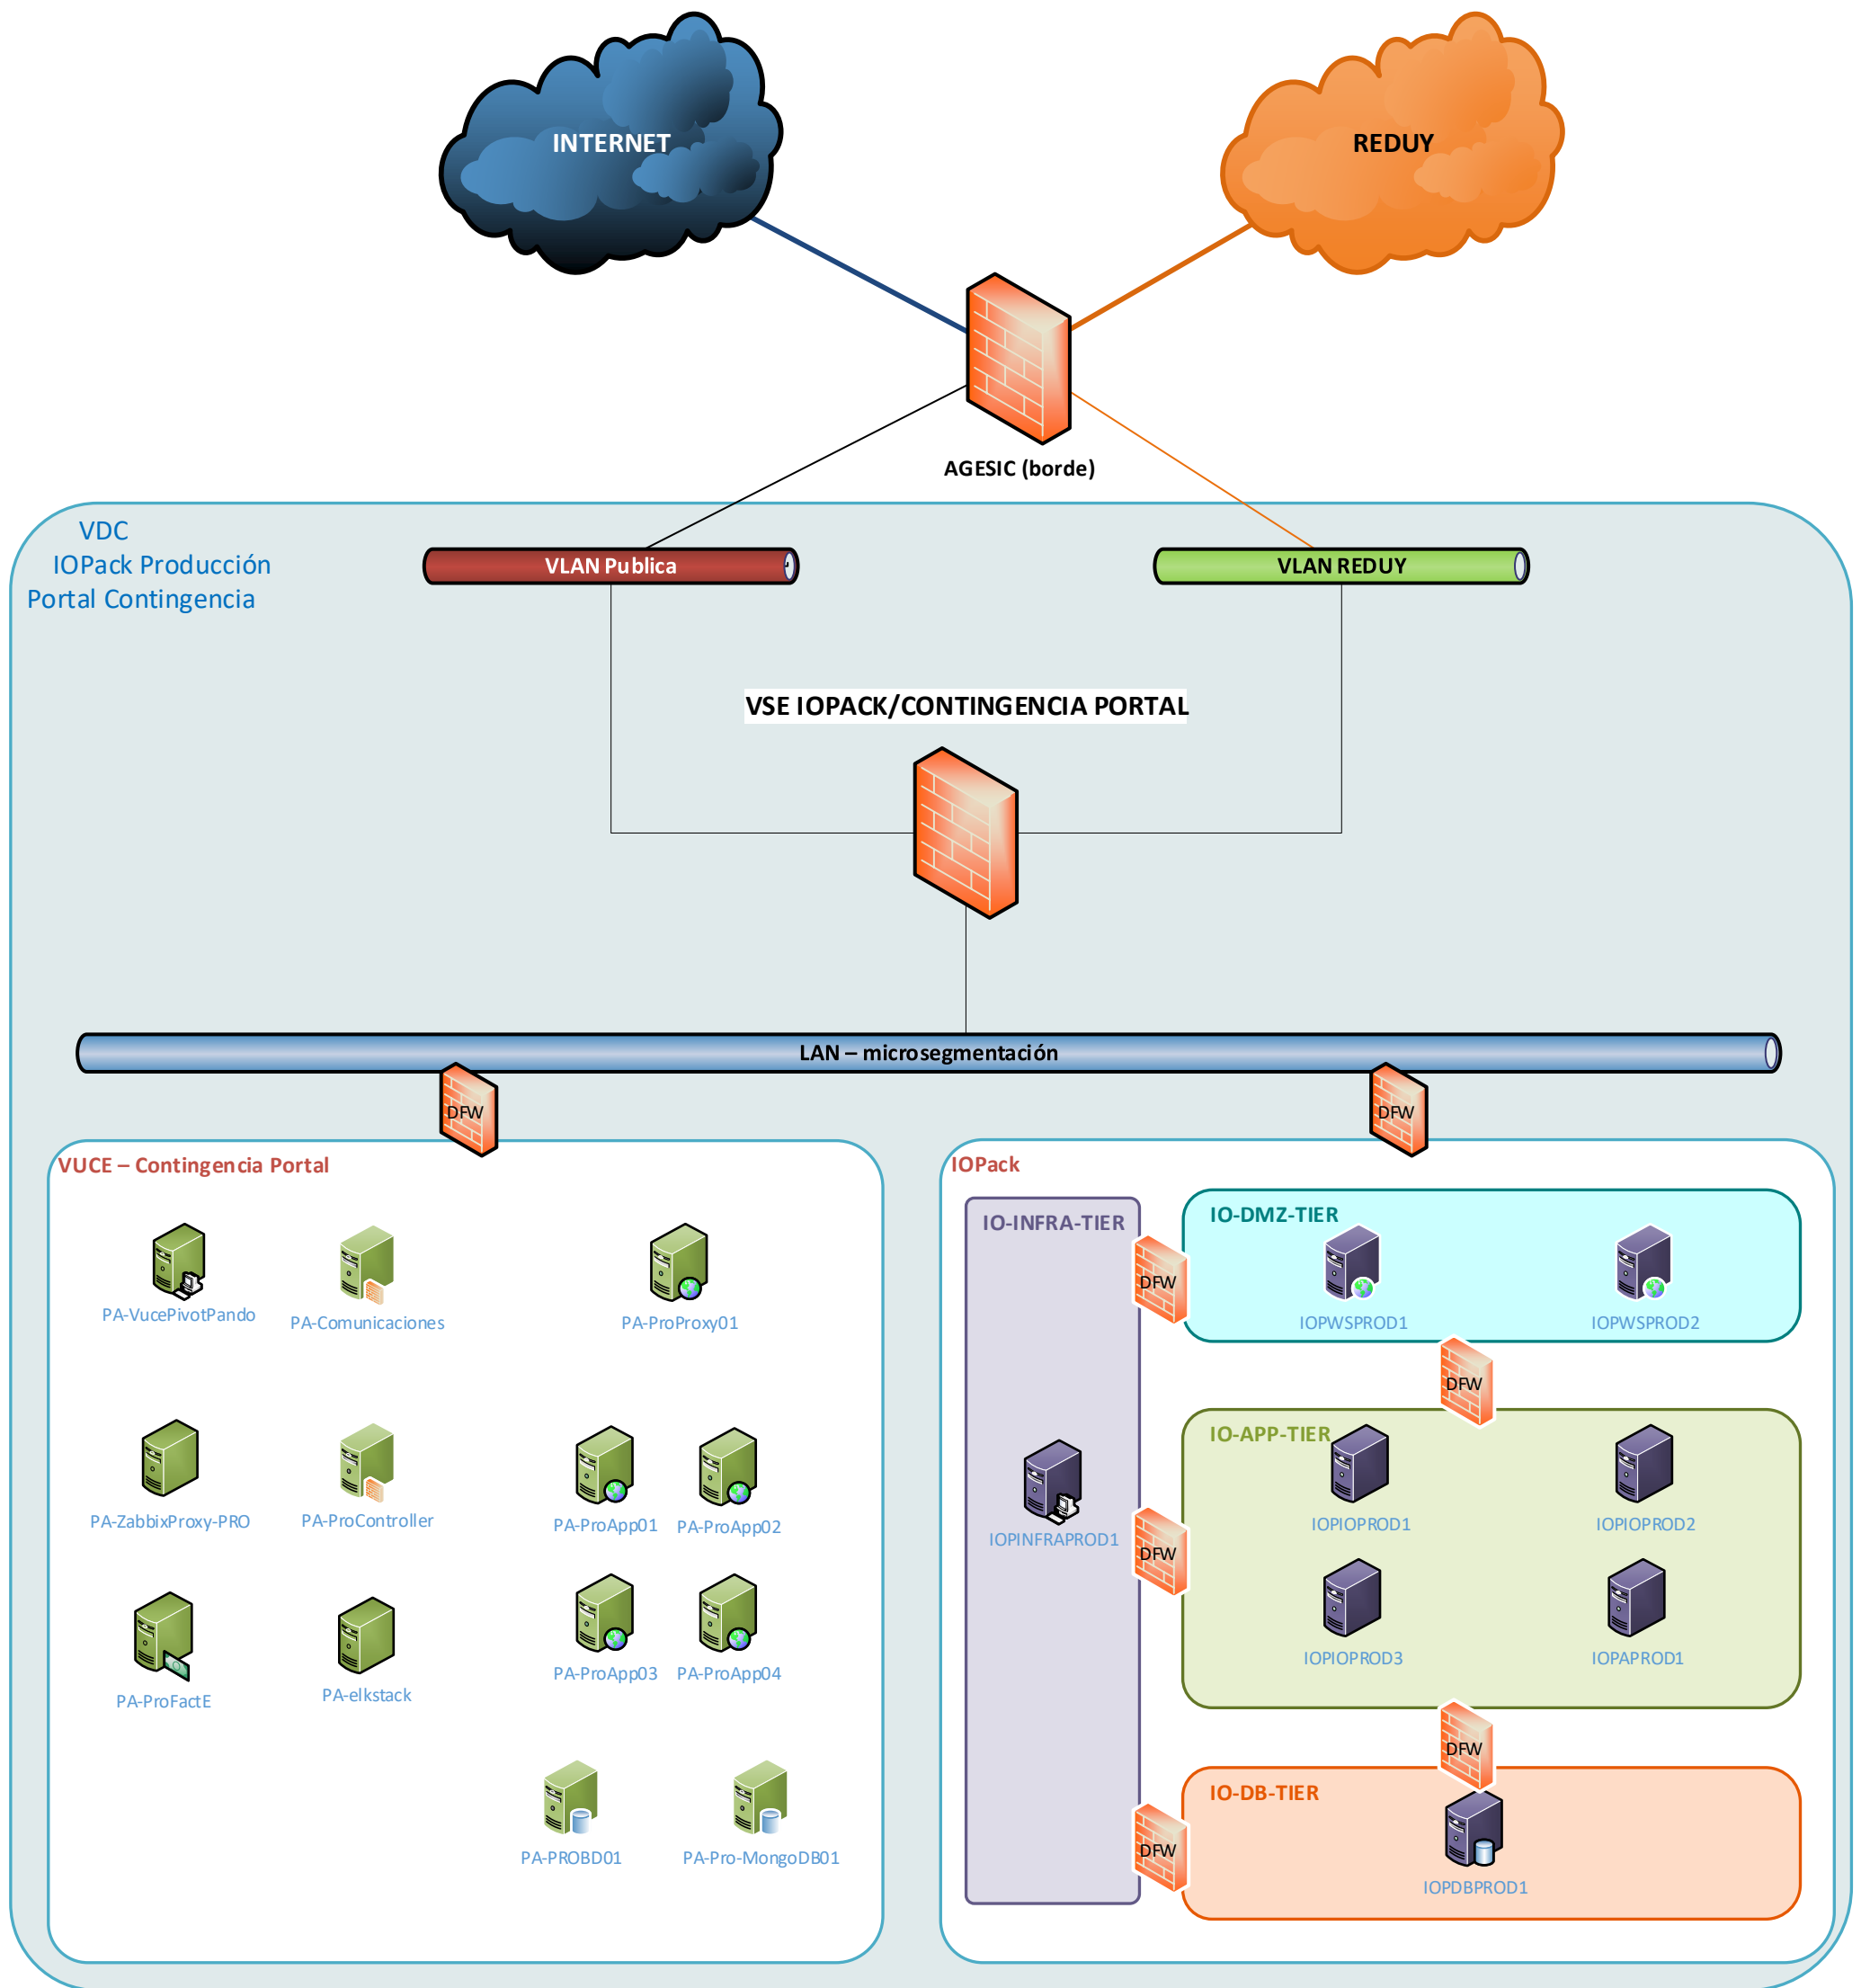 INTERNET
REDUY
AGESIC (borde)
VDC
IOPack Producción
Portal Contingencia
VLAN Publica
VLAN REDUY
VSE IOPACK/CONTINGENCIA PORTAL
LAN – microsegmentación
DFW
DFW
VUCE – Contingencia Portal
PA-VucePivotPando
PA-Comunicaciones
PA-ProProxy01
PA-ZabbixProxy-PRO
PA-ProController
PA-ProApp01
PA-ProApp02
PA-ProFactE
PA-elkstack
PA-ProApp03
PA-ProApp04
PA-PROBD01
PA-Pro-MongoDB01
IOPack
IO-INFRA-TIER
IOPINFRAPROD1
DFW
DFW
DFW
IO-DMZ-TIER
IOPWSPROD1
IOPWSPROD2
DFW
IO-APP-TIER
IOPIOPROD1
IOPIOPROD2
IOPIOPROD3
IOPAPROD1
DFW
IO-DB-TIER
IOPDBPROD1